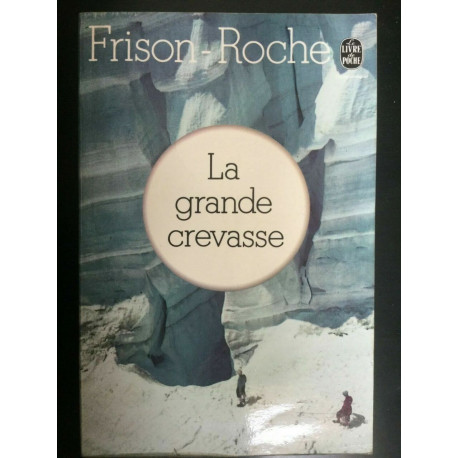 Frison-Roche
Le
LIVRE
de
POCHE
La
grande
crevasse